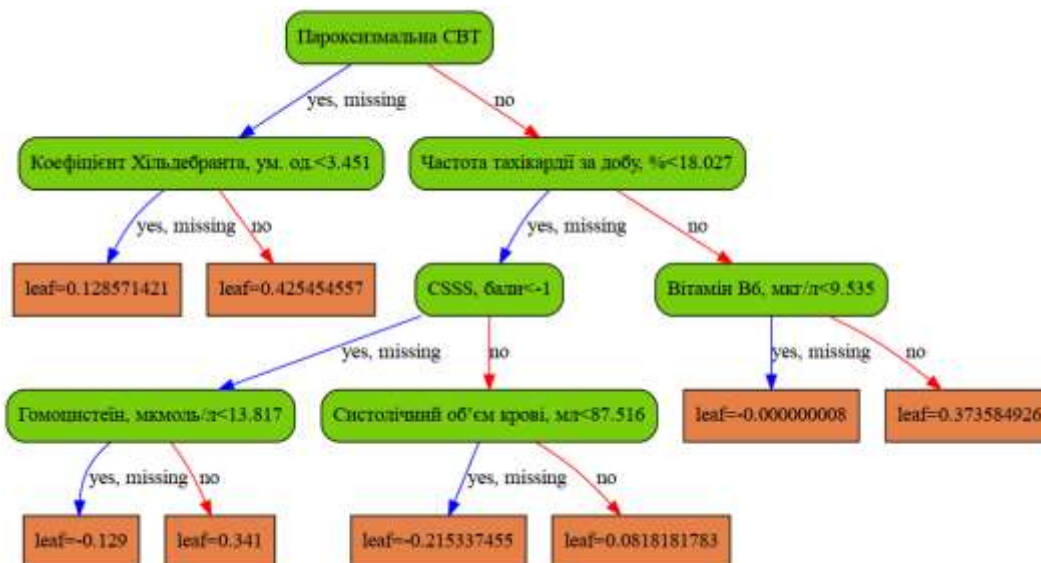 Пароксизмальна СВТ
yes, missing
no
Коефіцієнт Хільдебранта, ум. од.<3.451
Частота тахікардії за добу, %<18.027
yes, missing
no
yes, missing
no
leaf=0.128571421
leaf=0.425454557
CSSS, бали<-1
Вітамін В6, мкг/л<9.535
yes, missing
no
yes, missing
no
Гомоцистеїн, мкмоль/л<13.817
Систолічний об’єм крові, мл<87.516
leaf=-0.000000008
leaf=0.373584926
yes, missing
no
yes, missing
no
leaf=-0.129
leaf=0.341
leaf=-0.215337455
leaf=0.0818181783